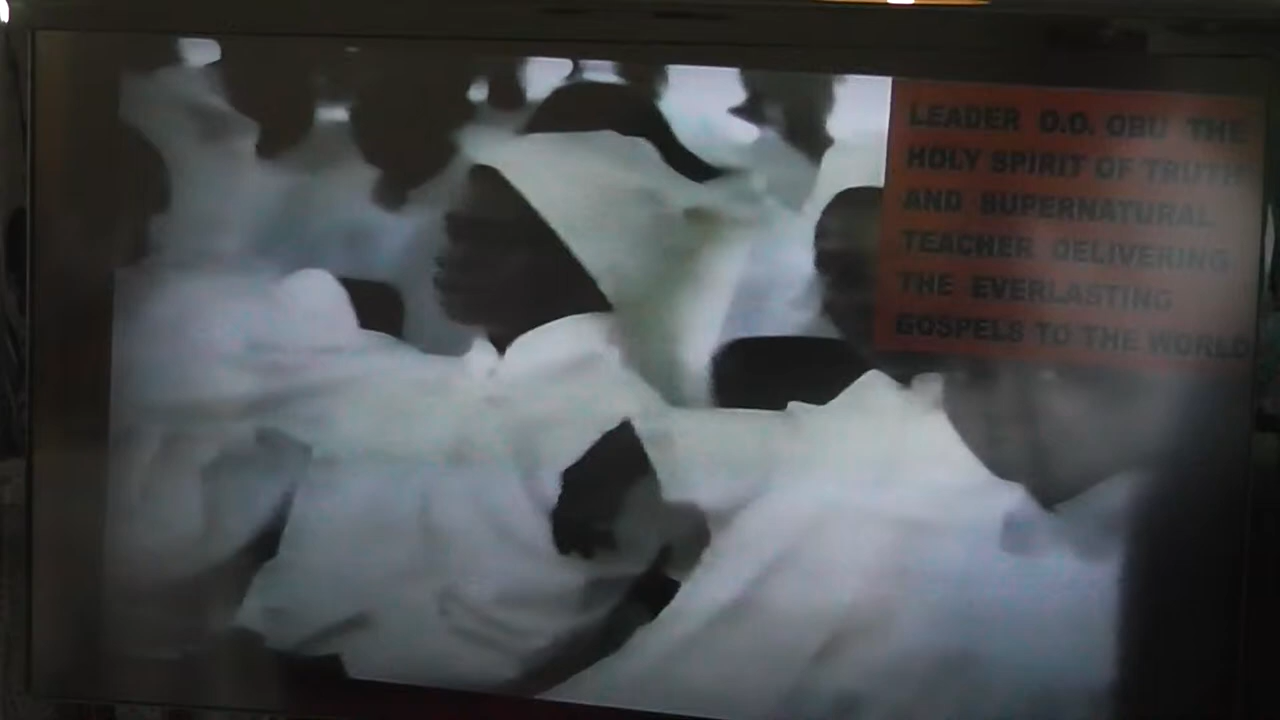 LEADER O.O. OBU THE
HOLY SPIRIT OF TRUTH
AND SUPERNATURAL
TEACHER DELIVERING
THE EVERLASTING
GOSPELS TO THE WORLD